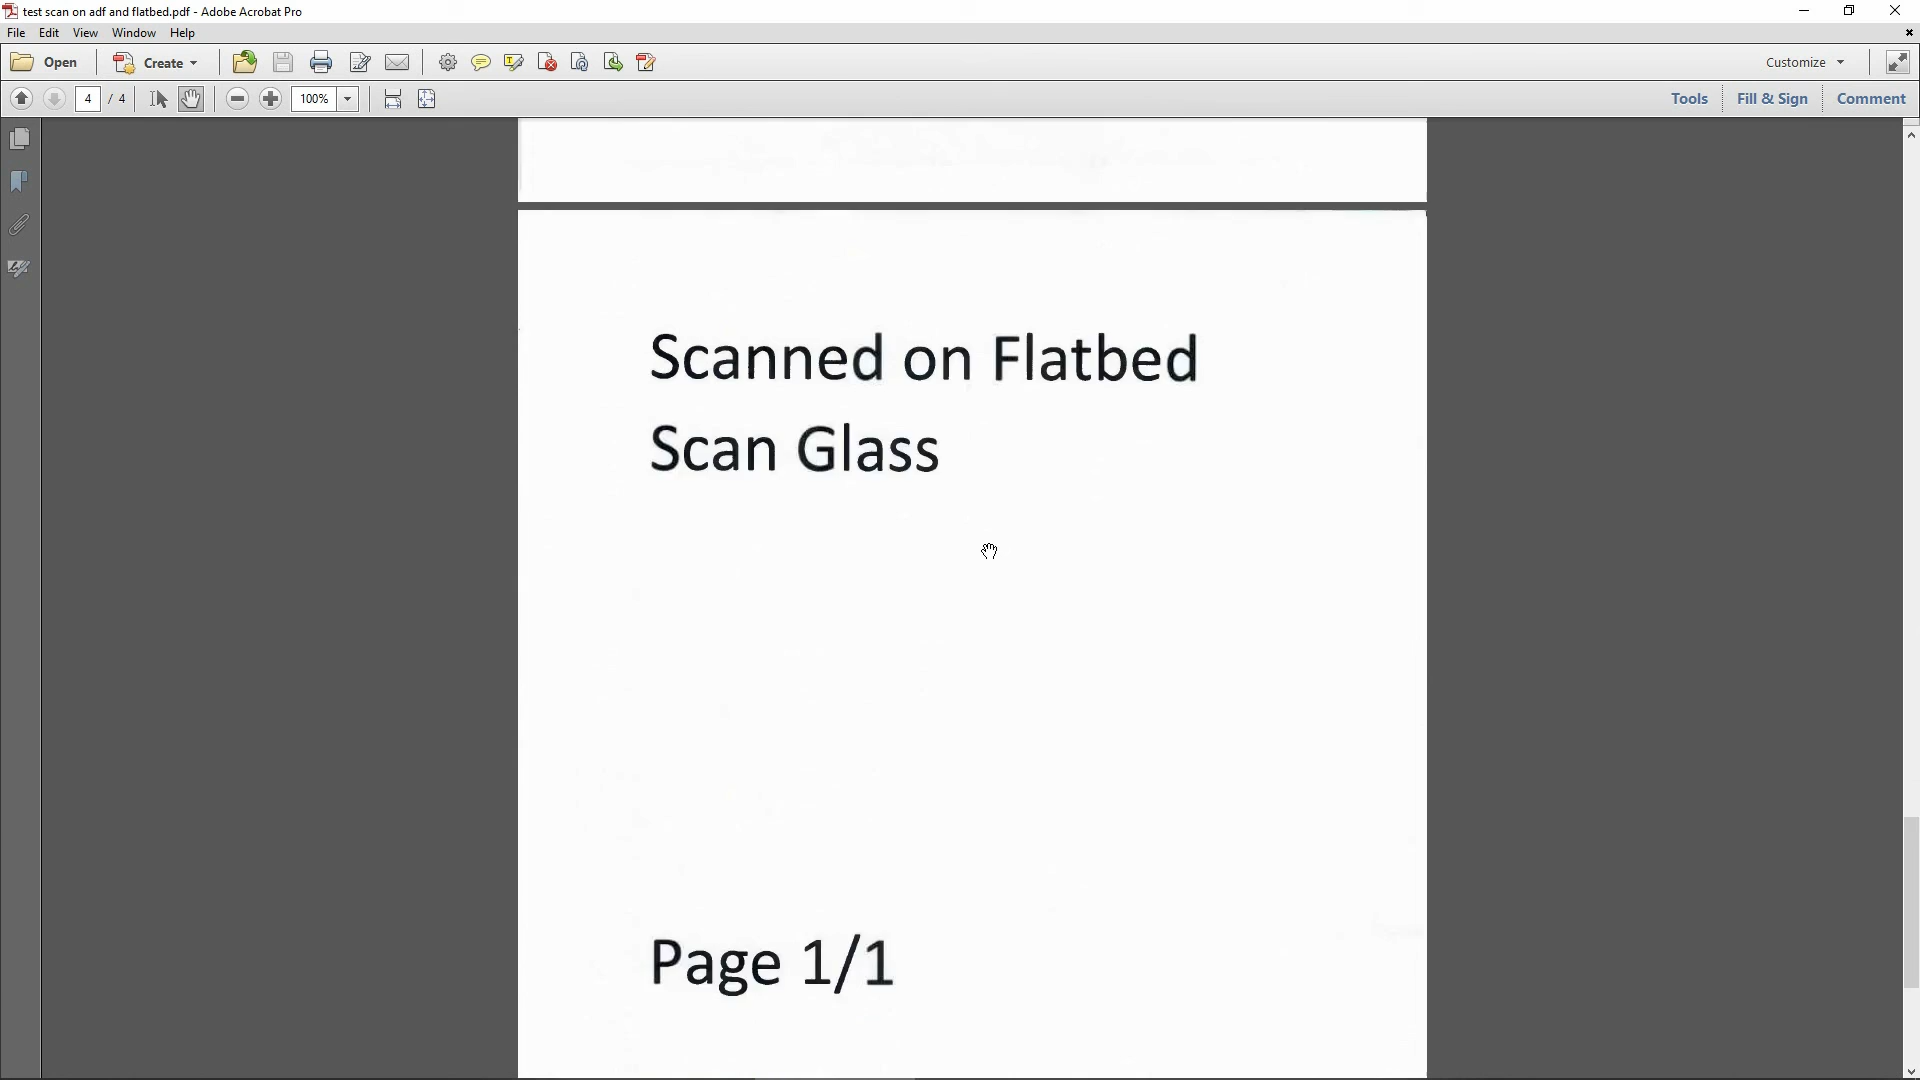 test scan on adf and flatbed.pdf - Adobe Acrobat Pro
File Edit View Window Help
Open Create Customize
4 / 4 100% Tools Fill & Sign Comment
Scanned on Flatbed
Scan Glass
Page 1/1